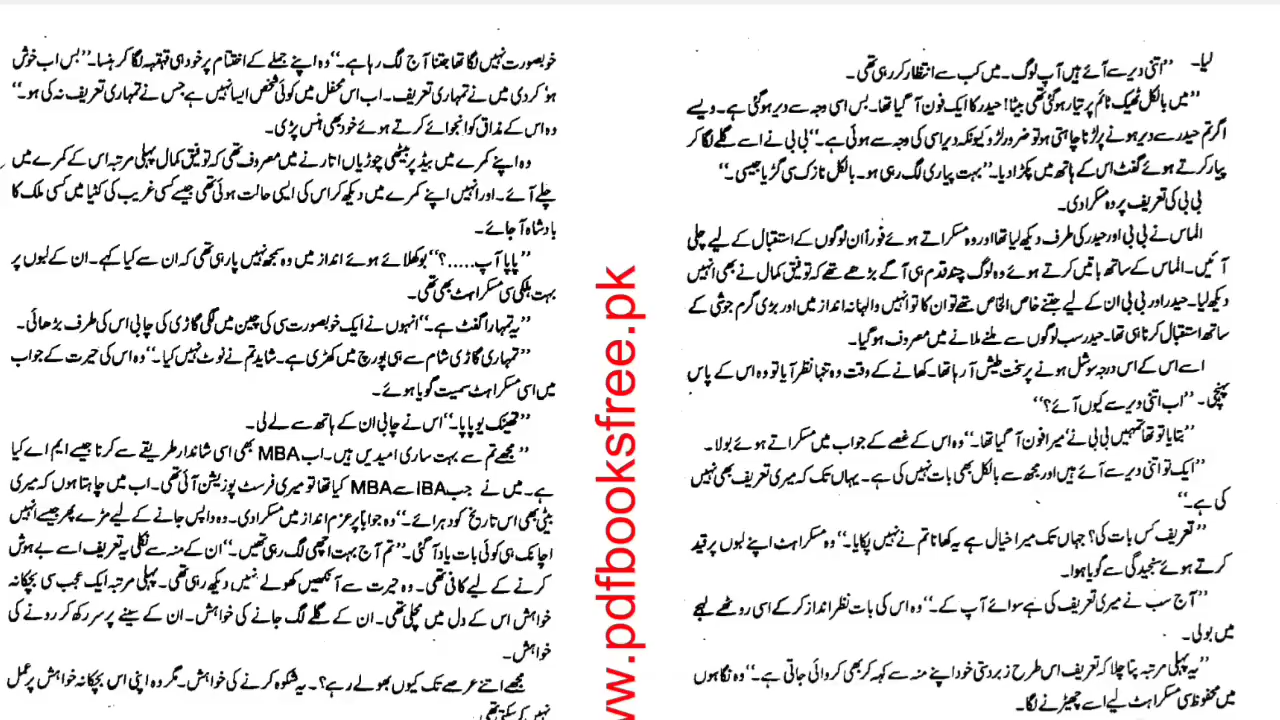 لیا۔ ’’اتنی دیر سے آئے ہیں آپ لوگ۔ میں کب سے انتظار کر رہی تھی۔
’’میں بالکل ٹھیک ٹائم پر تیار ہو گئی تھی بیٹا! حیدر کا ایک فون آ گیا تھا۔ بس اسی وجہ سے دیر ہو گئی ہے۔ ویسے
اگر تم حیدر سے دیر ہونے پر لڑنا چاہتی ہو تو ضرور لڑو کیونکہ دیر اسی کی وجہ سے ہوئی ہے۔‘‘ بی بی نے اسے گلے لگا کر
پیار کرتے ہوئے گفٹ اس کے ہاتھ میں پکڑا دیا۔ ’’بہت پیاری لگ رہی ہو۔ بالکل نازک سی گڑیا جیسی۔‘‘
بی بی کی تعریف پر وہ مسکرا دی۔
الماس نے بی بی اور حیدر کی طرف دیکھ لیا تھا اور وہ مسکراتے ہوئے فوراً ان لوگوں کے استقبال کے لیے چلی
آئیں۔ الماس کے ساتھ باتیں کرتے ہوئے وہ لوگ چند قدم ہی آگے بڑھے تھے کہ توفیق کمال نے بھی انہیں
دیکھ لیا۔ حیدر اور بی بی ان کے لیے جتنے خاص الخاص تھے تو ان کا تو انہیں والہانہ انداز میں اور بڑی گرم جوشی کے
ساتھ استقبال کرنا ہی تھا۔ حیدر سب لوگوں سے ملنے ملانے میں مصروف ہو گیا۔
اسے اس کے اس درجہ سوشل ہونے پر سخت طیش آ رہا تھا۔ کھانے کے وقت وہ تنہا نظر آیا تو وہ اس کے پاس
پہنچی۔ ’’اب اتنی دیر سے کیوں آئے؟‘‘
’’بتایا تو تھا تمہیں بی بی نے، میرا فون آ گیا تھا۔‘‘ وہ اس کے غصے کے جواب میں مسکراتے ہوئے بولا۔
’’ایک تو اتنی دیر سے آئے ہیں اور مجھ سے بالکل بھی بات نہیں کی ہے۔ یہاں تک کہ میری تعریف بھی نہیں
کی ہے۔‘‘
’’تعریف کس بات کی؟ جہاں تک میرا خیال ہے یہ کھانا تم نے نہیں پکایا۔‘‘ وہ مسکراہٹ اپنے لبوں پر قید
کرتے ہوئے سنجیدگی سے گویا ہوا۔
’’آج سب نے میری تعریف کی ہے سوائے آپ کے۔‘‘ وہ اس کی بات نظر انداز کر کے اسی روٹھے لہجے
میں بولی۔
’’یہ پہلی مرتبہ پتا چلا کہ تعریف اس طرح زبردستی خود اپنے منہ سے کہہ کر بھی کروائی جاتی ہے۔‘‘ وہ نگاہوں
میں محفوظ سی مسکراہٹ لیے اسے چھیڑنے لگا۔
ww.pdfbooksfree.pk
خوبصورت نہیں لگا تھا جتنا آج لگ رہا ہے۔‘‘ وہ اپنے جملے کے اختتام پر خود ہی قہقہہ لگا کر ہنسا۔ ’’بس اب خوش
ہو کر دی میں نے تمہاری تعریف۔ اب اس محفل میں کوئی شخص ایسا نہیں ہے جس نے تمہاری تعریف نہ کی ہو۔‘‘
وہ اس کے مذاق کو انجوائے کرتے ہوئے خود بھی ہنس پڑی۔
وہ اپنے کمرے میں بیڈ پر بیٹھی چوڑیاں اتارنے میں مصروف تھی کہ توفیق کمال پہلی مرتبہ اس کے کمرے میں
چلے آئے۔ اور انہیں اپنے کمرے میں دیکھ کر اس کی ایسی حالت ہوئی تھی جیسے کسی غریب کی کٹیا میں کسی ملک کا
بادشاہ آ جائے۔
’’پاپا آپ.....؟‘‘ بوکھلائے ہوئے انداز میں وہ سمجھ نہیں پا رہی تھی کہ ان سے کیا کہے۔ ان کے لبوں پر
بہت ہلکی سی مسکراہٹ بھی تھی۔
’’یہ تمہارا گفٹ ہے۔‘‘ انہوں نے ایک خوبصورت سی کی چین میں لگی گاڑی کی چابی اس کی طرف بڑھائی۔
’’تمہاری گاڑی شام سے ہی پورچ میں کھڑی ہے۔ شاید تم نے نوٹ نہیں کیا۔‘‘ وہ اس کی حیرت کے جواب
میں اسی مسکراہٹ سمیت گویا ہوئے۔
’’تھینک یو پاپا۔‘‘ اس نے چابی ان کے ہاتھ سے لے لی۔
’’مجھے تم سے بہت ساری امیدیں ہیں۔ اب MBA بھی اسی شاندار طریقے سے کرنا جیسے ایم اے کیا
ہے۔ میں نے جب IBA سے MBA کیا تھا تو میری فرسٹ پوزیشن آئی تھی۔ اب میں چاہتا ہوں کہ میری
بیٹی بھی اس تاریخ کو دہرائے۔‘‘ وہ جواباً پرعزم انداز میں مسکرا دی۔ وہ واپس جانے کے لیے مڑے پھر جیسے انہیں
اچانک ہی کوئی بات یاد آ گئی۔ ’’تم آج بہت اچھی لگ رہی تھیں۔‘‘ ان کے منہ سے نکلی یہ تعریف اسے بے ہوش
کرنے کے لیے کافی تھی۔ وہ حیرت سے آنکھیں کھولے نہیں دیکھ رہی تھی۔ پہلی مرتبہ ایک عجب سی بچکانہ
خواہش اس کے دل میں مچلی تھی۔ ان کے گلے لگ جانے کی خواہش۔ ان کے سینے پر سر رکھ کر رونے کی
خواہش۔
مجھے اتنے عرصے تک کیوں بھولے رہے؟۔ یہ شکوہ کرنے کی خواہش۔ مگر وہ اپنی اس بچکانہ خواہش پر عمل
نہیں کر سکتی تھی۔